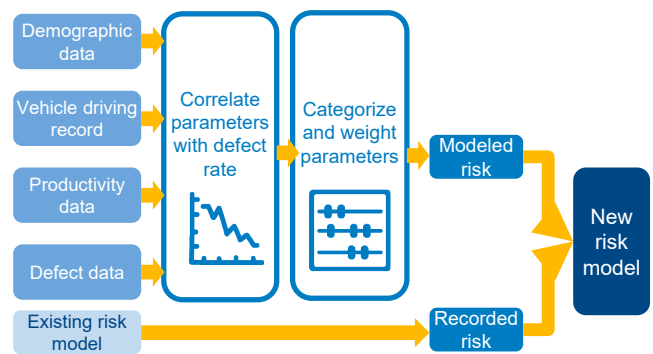 Demographic
data
Vehicle driving
record
Productivity
data
Defect data
Existing risk
model
Correlate
parameters
with defect
rate
Categorize
and weight
parameters
Modeled
risk
Recorded
risk
New
risk
model